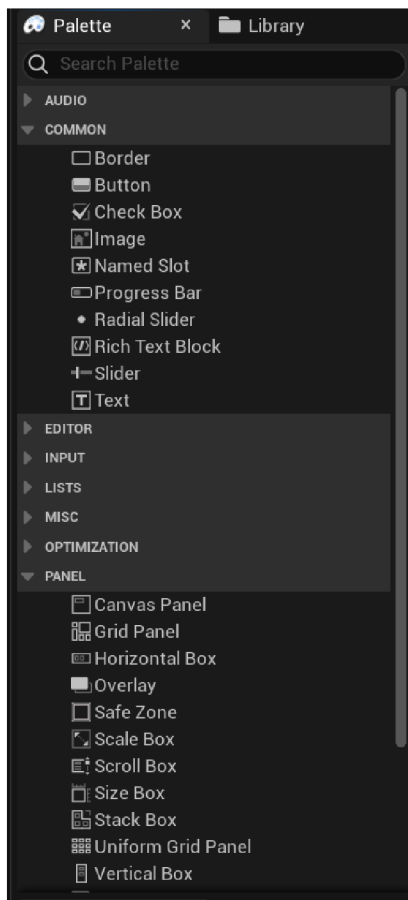 Palette × Library
Search Palette
AUDIO
COMMON
Border
Button
Check Box
Image
Named Slot
Progress Bar
Radial Slider
Rich Text Block
Slider
Text
EDITOR
INPUT
LISTS
MISC
OPTIMIZATION
PANEL
Canvas Panel
Grid Panel
Horizontal Box
Overlay
Safe Zone
Scale Box
Scroll Box
Size Box
Stack Box
Uniform Grid Panel
Vertical Box